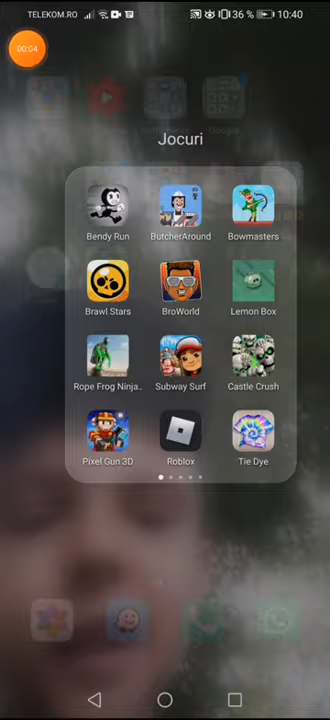 TELEKOM.RO 36 % 10:40
00:04
Jocuri
Bendy Run ButcherAround Bowmasters
Brawl Stars BroWorld Lemon Box
Rope Frog Ninja.. Subway Surf Castle Crush
Pixel Gun 3D Roblox Tie Dye